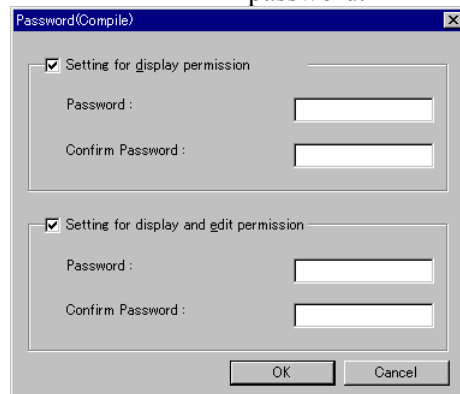 password.
Password(Compile)
Setting for display permission
Password :
Confirm Password :
Setting for display and edit permission
Password :
Confirm Password :
OK Cancel